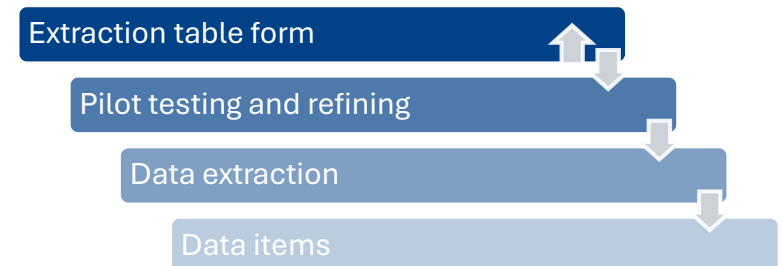 Extraction table form
Pilot testing and refining
Data extraction
Data items